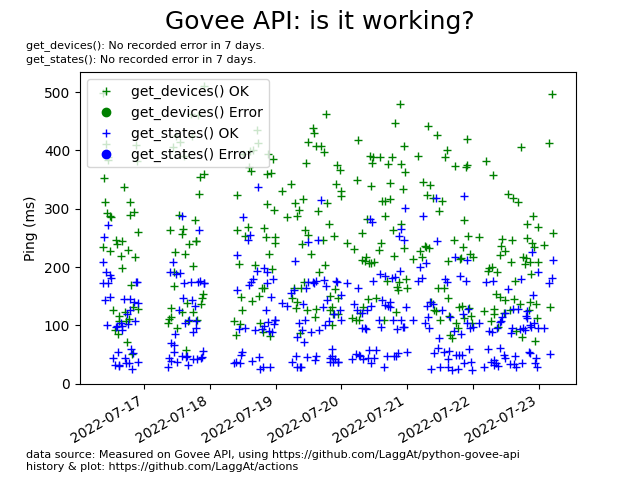 Govee API: is it working?
get_devices(): No recorded error in 7 days.
get_states(): No recorded error in 7 days.
get_devices() OK
get_devices() Error
get_states() OK
get_states() Error
Ping (ms)
500
400
300
200
100
0
2022-07-17
2022-07-18
2022-07-19
2022-07-20
2022-07-21
2022-07-22
2022-07-23
data source: Measured on Govee API, using https://github.com/LaggAt/python-govee-api
history & plot: https://github.com/LaggAt/actions